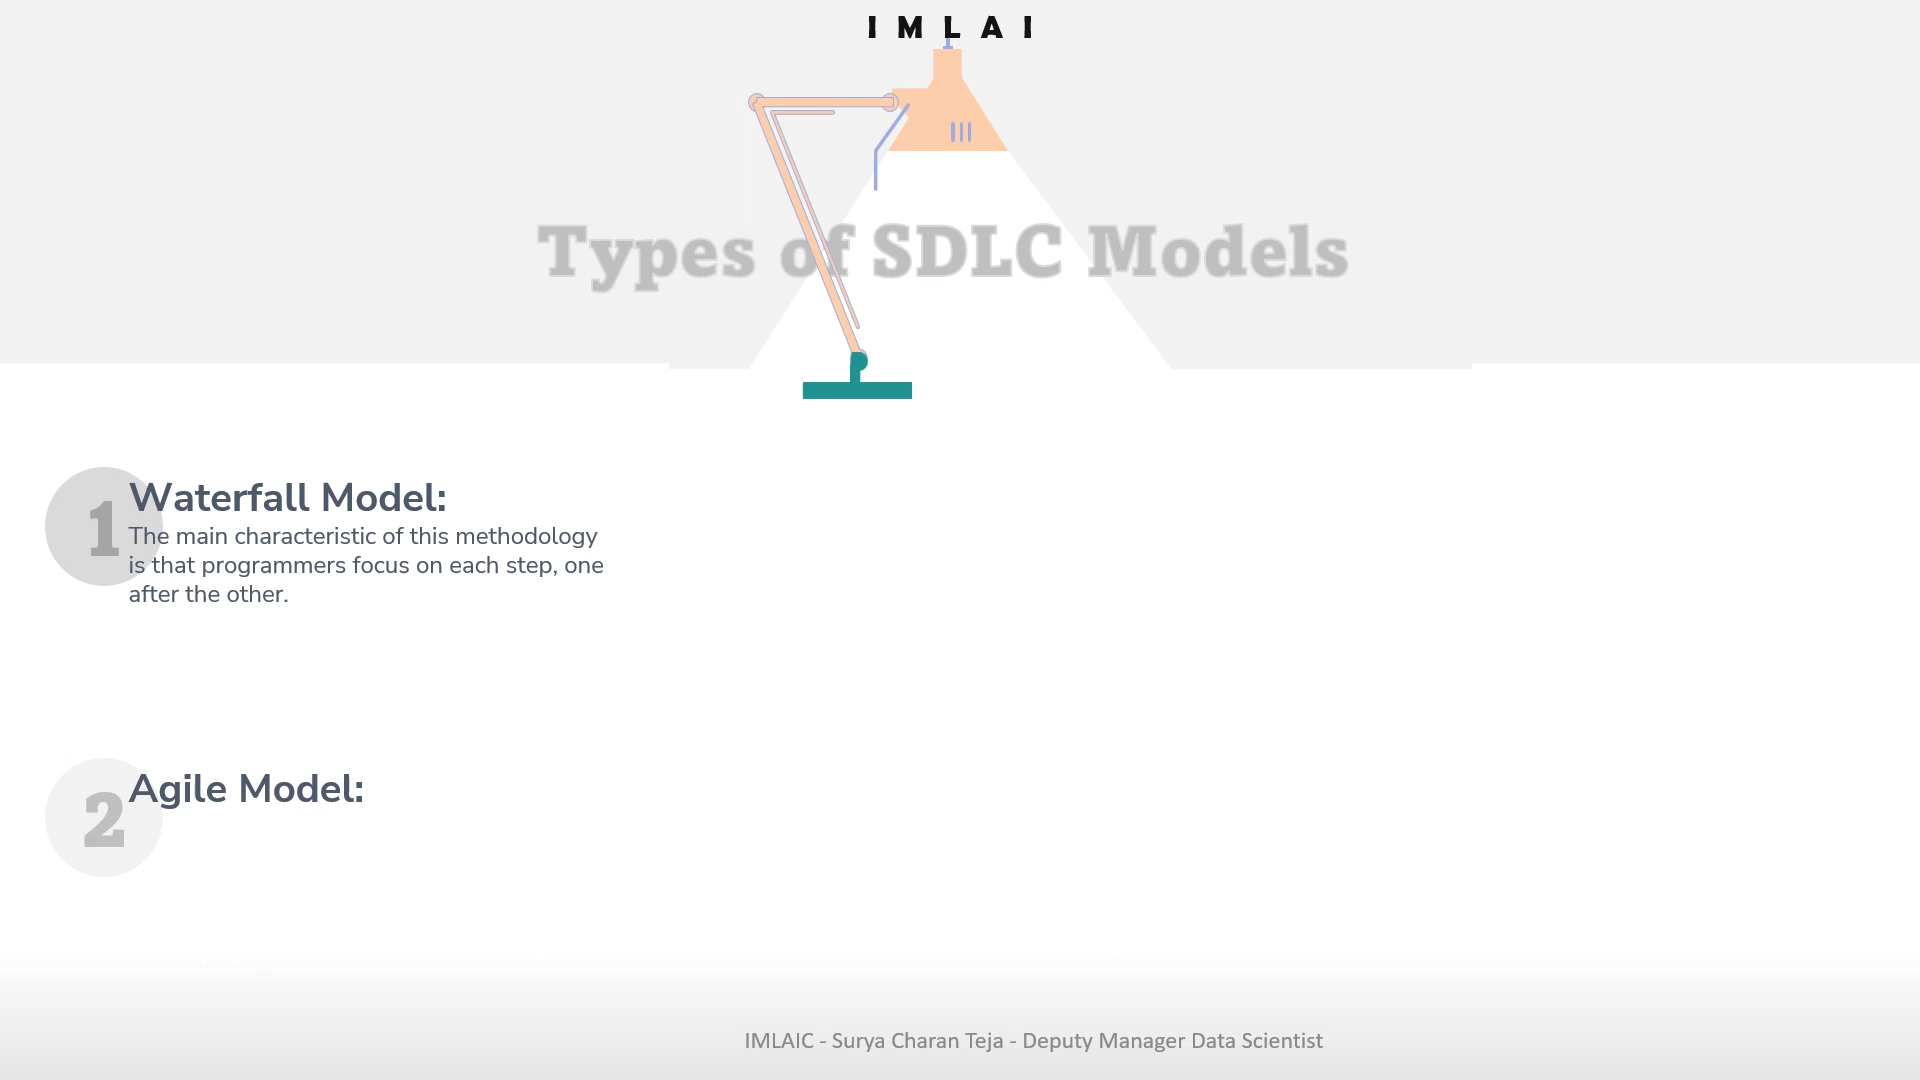 IMLAI
Types of SDLC Models
1
Waterfall Model:
The main characteristic of this methodology
is that programmers focus on each step, one
after the other.
2
Agile Model:
IMLAIC - Surya Charan Teja - Deputy Manager Data Scientist